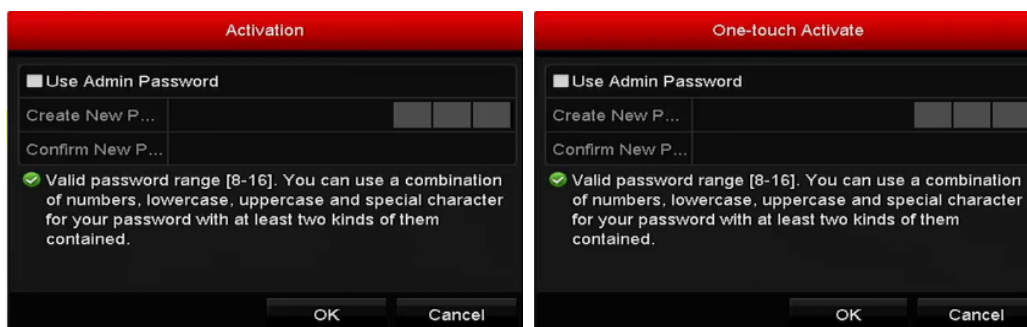 Activation
Use Admin Password
Create New P...
Confirm New P...
Valid password range [8-16]. You can use a combination
of numbers, lowercase, uppercase and special character
for your password with at least two kinds of them
contained.
OK Cancel
One-touch Activate
Use Admin Password
Create New P...
Confirm New P...
Valid password range [8-16]. You can use a combination
of numbers, lowercase, uppercase and special character
for your password with at least two kinds of them
contained.
OK Cancel